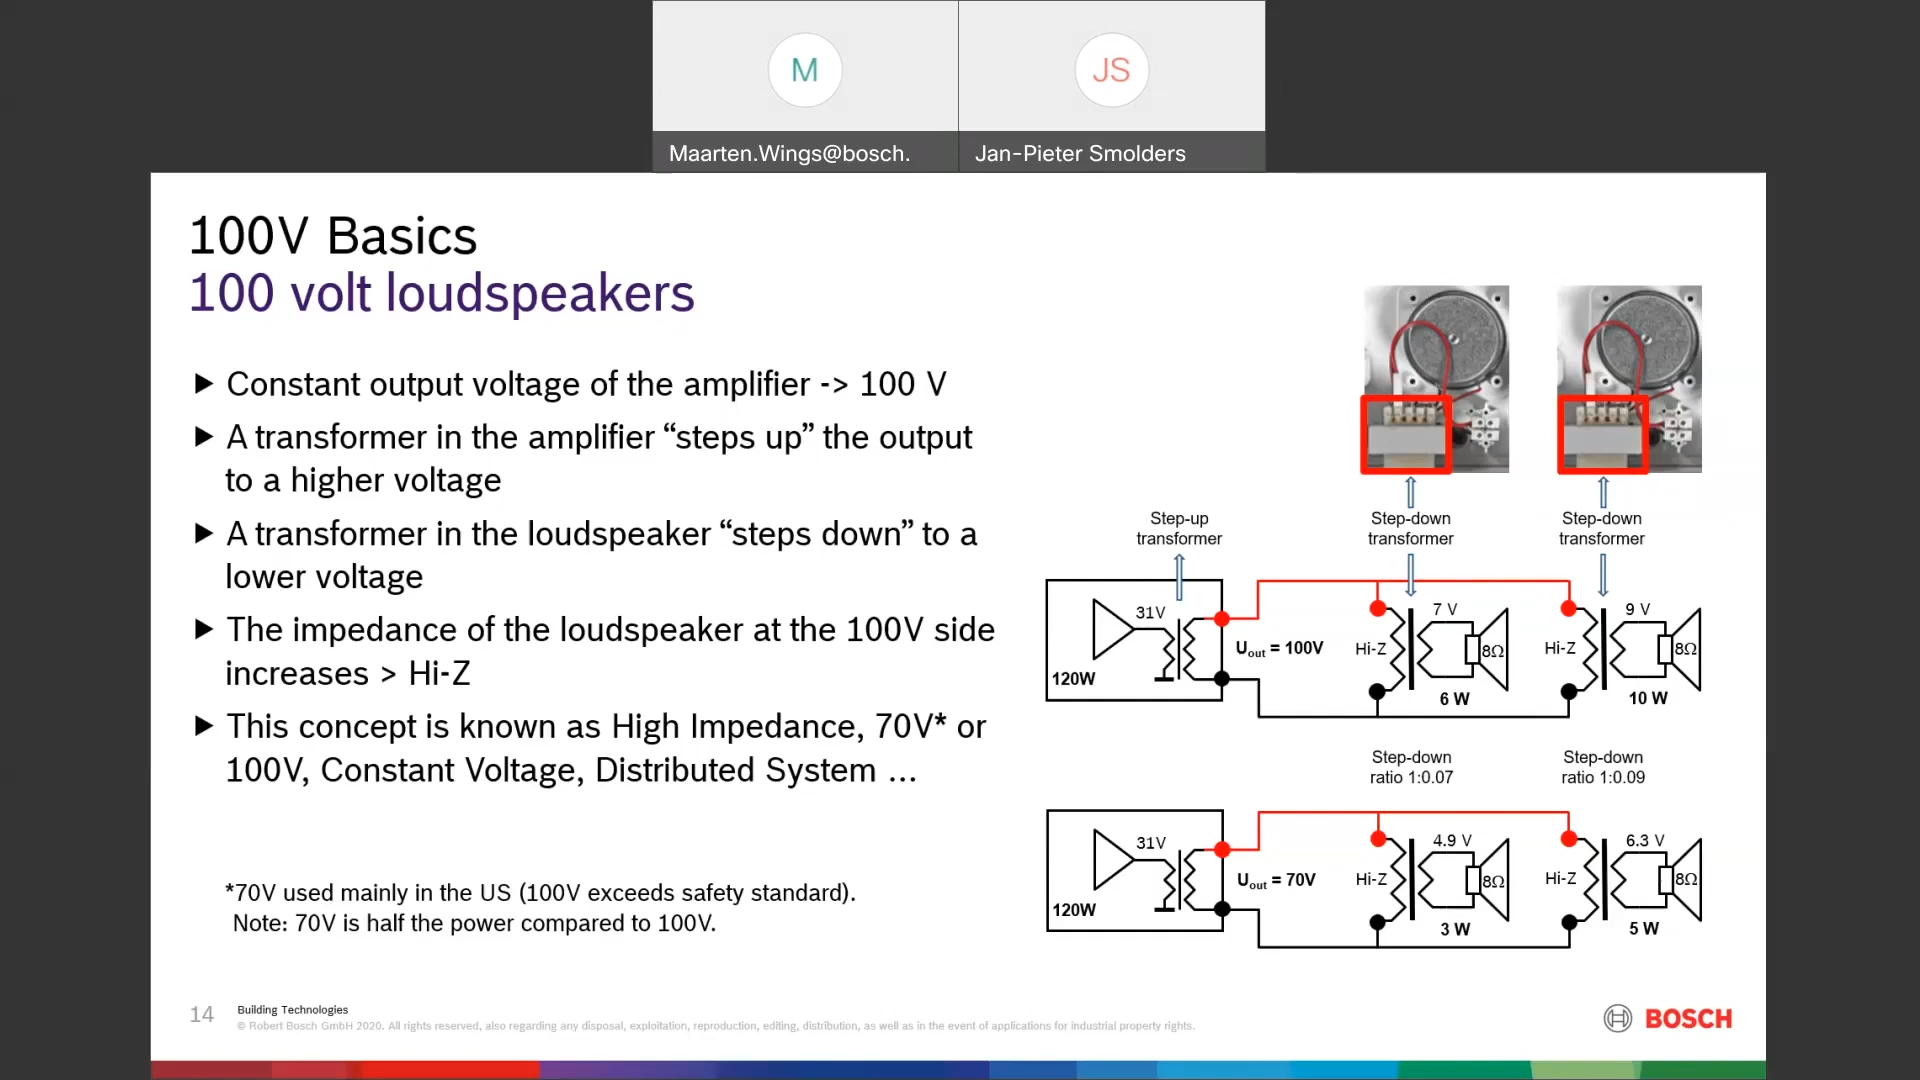 M
JS
Maarten.Wings@bosch.
Jan-Pieter Smolders
100V Basics
100 volt loudspeakers
▶ Constant output voltage of the amplifier -> 100 V
▶ A transformer in the amplifier “steps up” the output
to a higher voltage
▶ A transformer in the loudspeaker “steps down” to a
lower voltage
▶ The impedance of the loudspeaker at the 100V side
increases > Hi-Z
▶ This concept is known as High Impedance, 70V* or
100V, Constant Voltage, Distributed System ...
*70V used mainly in the US (100V exceeds safety standard).
Note: 70V is half the power compared to 100V.
Step-up
transformer
Step-down
transformer
Step-down
transformer
31V
120W
Uout = 100V
Hi-Z
7 V
8Ω
6 W
Hi-Z
9 V
8Ω
10 W
Step-down
ratio 1:0.07
Step-down
ratio 1:0.09
31V
120W
Uout = 70V
Hi-Z
4.9 V
8Ω
3 W
Hi-Z
6.3 V
8Ω
5 W
14
Building Technologies
© Robert Bosch GmbH 2020. All rights reserved, also regarding any disposal, exploitation, reproduction, editing, distribution, as well as in the event of applications for industrial property rights.
BOSCH